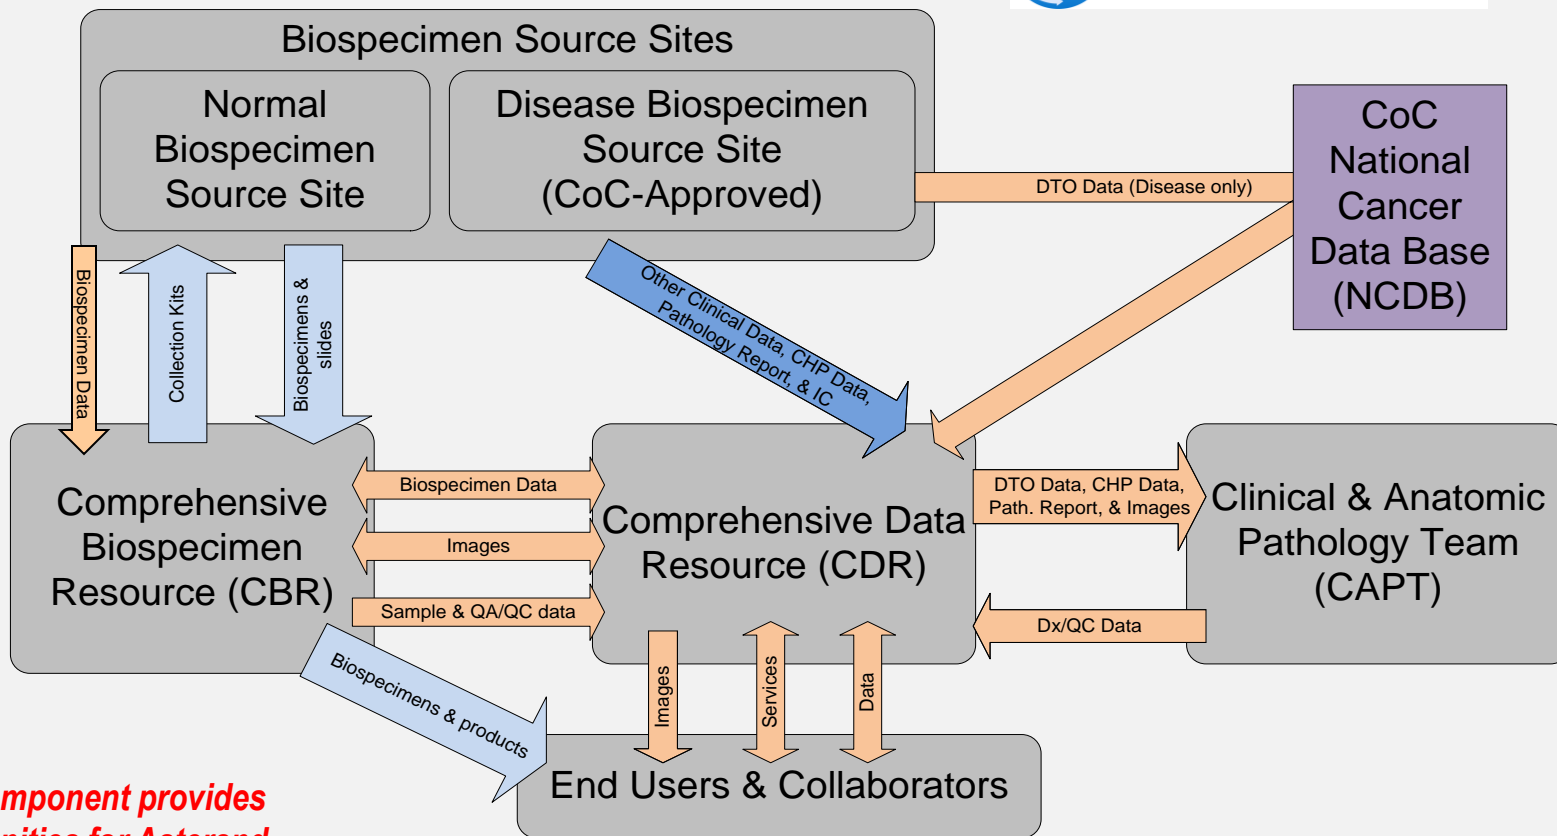 Biospecimen Source Sites
Normal
Biospecimen
Source Site
Disease Biospecimen
Source Site
(CoC-Approved)
CoC
National
Cancer
Data Base
(NCDB)
DTO Data (Disease only)
Biospecimen Data
Collection Kits
Biospecimens &
slides
Other Clinical Data, CHP Data,
Pathology Report, & IC
Comprehensive
Biospecimen
Resource (CBR)
Biospecimen Data
Images
Sample & QA/QC data
Comprehensive Data
Resource (CDR)
DTO Data, CHP Data,
Path. Report, & Images
Dx/QC Data
Clinical & Anatomic
Pathology Team
(CAPT)
Biospecimens & products
Images
Services
Data
End Users & Collaborators
mponent provides
for Asterand